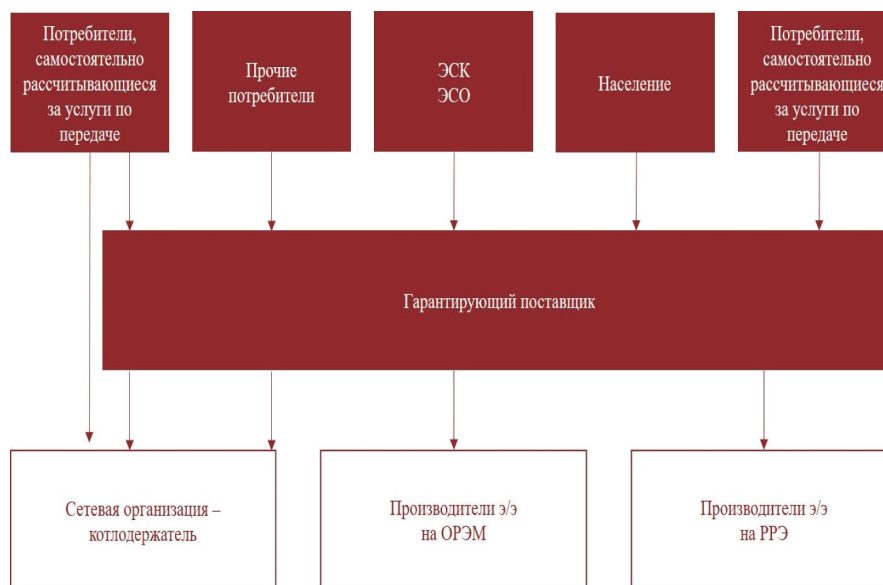 Потребители,
самостоятельно
рассчитывающиеся
за услуги по
передаче
Прочие
потребители
ЭСК
ЭСО
Население
Потребители,
самостоятельно
рассчитывающиеся
за услуги по
передаче
Гарантирующий поставщик
Сетевая организация –
котлодержатель
Производители э/э
на ОРЭМ
Производители э/э
на РРЭ